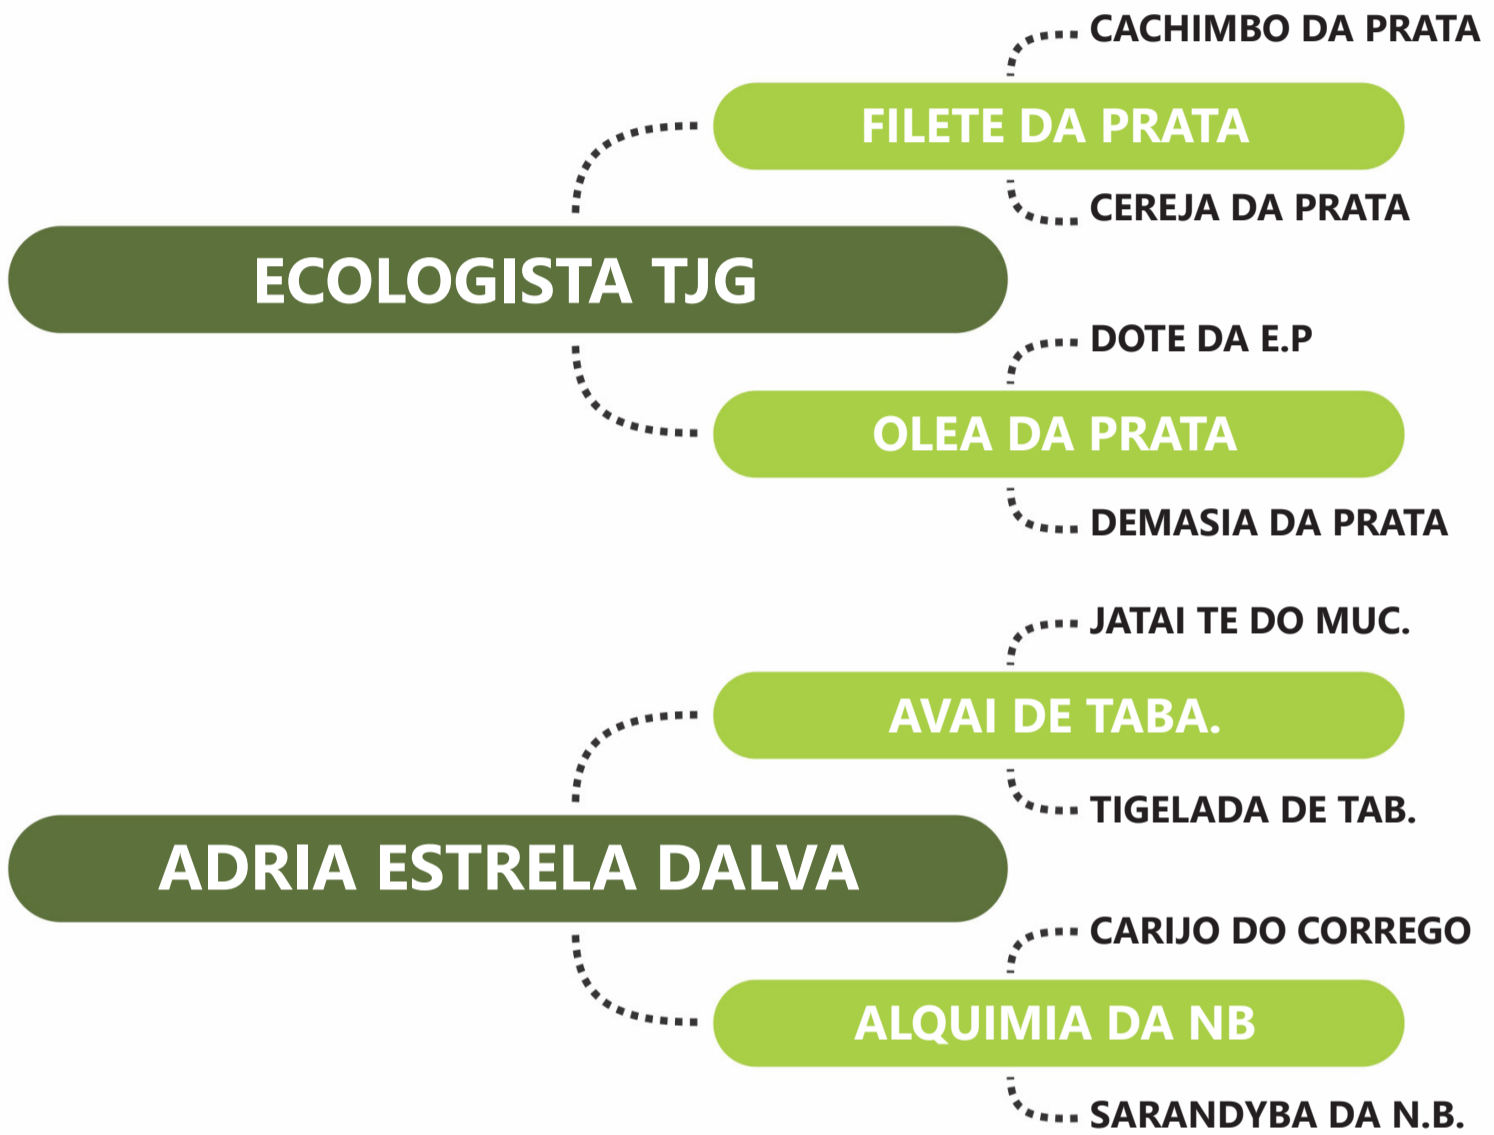 CACHIMBO DA PRATA
FILETE DA PRATA
CEREJA DA PRATA
ECOLOGISTA TJG
DOTE DA E.P
OLEA DA PRATA
DEMASIA DA PRATA
JATAI TE DO MUC.
AVAI DE TABA.
TIGELADA DE TAB.
ADRIA ESTRELA DALVA
CARIJO DO CORREGO
ALQUIMIA DA NB
SARANDYBA DA N.B.